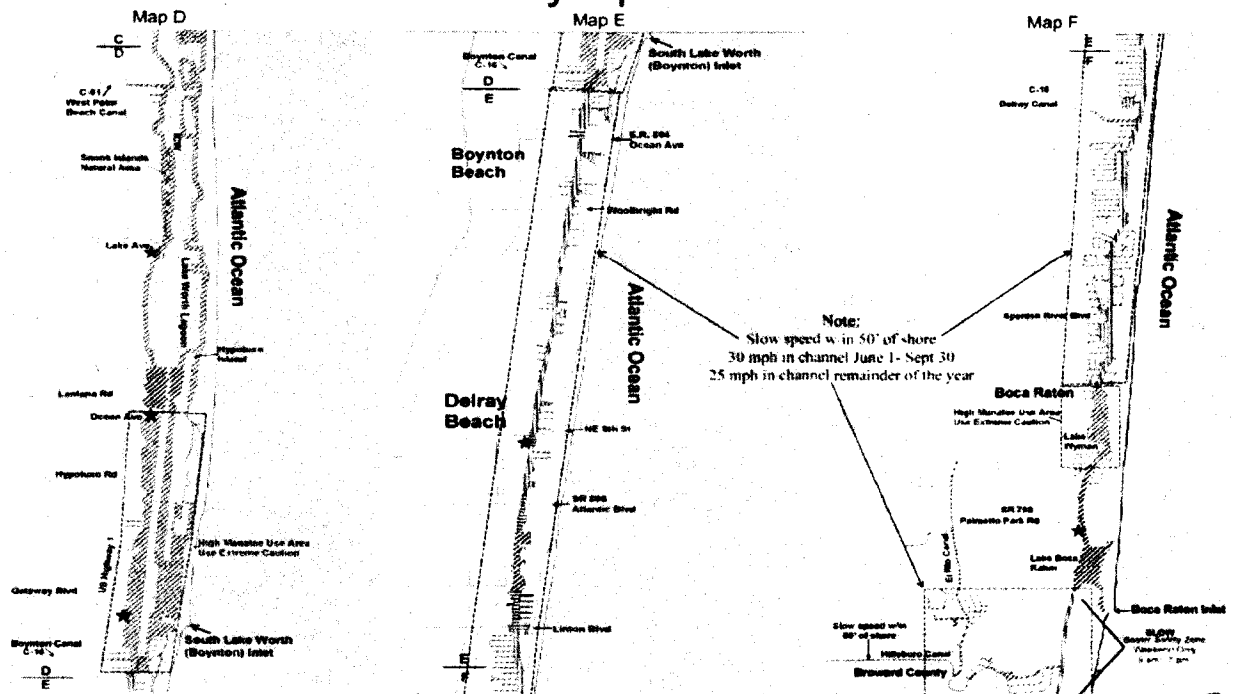 Map D
C
D
C-51
West Palm
Beach Canal
Snook Islands
Natural Area
Lake Ave
Atlantic Ocean
Lake Worth Lagoon
Hypoluxo
Island
Lantana Rd
Ocean Ave
Hypoluxo Rd
US Highway 1
High Manatee Use Area
Use Extreme Caution
Gateway Blvd
Boynton Canal
C-16
D
E
South Lake Worth
(Boynton) Inlet
Map E
Boynton Canal
C-16
D
E
South Lake Worth
(Boynton) Inlet
Ocean Ave
Boynton
Beach
Woolbright Rd
Atlantic Ocean
Delray
Beach
NE 8th St
SR 806
Atlantic Blvd
Linton Blvd
E
F
Note:
Slow speed w/in 50' of shore
30 mph in channel June 1- Sept 30
25 mph in channel remainder of the year
Map F
E
F
Delray Canal
Atlantic Ocean
Spanish River Blvd
Boca Raton
High Manatee Use Area
Use Extreme Caution
Lake
Wyman
SR 798
Palmetto Park Rd
El Rio Canal
Lake Boca
Raton
Boca Raton Inlet
Slow speed w/in
50' of shore
Hillsboro Canal
Broward County
SLOW
Boater Safety Zone